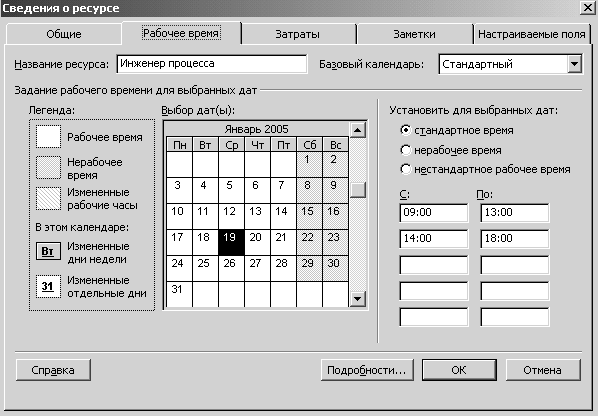 Сведения о ресурсе
Общие Рабочее время Затраты Заметки Настраиваемые поля
Название ресурса: Инженер процесса Базовый календарь: Стандартный
Задание рабочего времени для выбранных дат
Легенда: Выбор дат(ы): Установить для выбранных дат:
Рабочее время
Нерабочее
время
Измененные
рабочие часы
В этом календаре:
Вт Измененные
дни недели
31 Измененные
отдельные дни
Январь 2005
Пн Вт Ср Чт Пт Сб Вс
1 2
3 4 5 6 7 8 9
10 11 12 13 14 15 16
17 18 19 20 21 22 23
24 25 26 27 28 29 30
31
стандартное время
нерабочее время
нестандартное рабочее время
С: По:
09:00 13:00
14:00 18:00
Справка Подробности... ОК Отмена